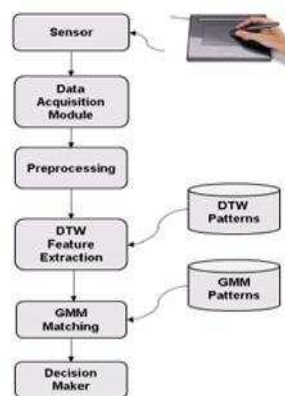 Sensor
Data
Acquisition
Module
Preprocessing
DTW
Feature
Extraction
DTW
Patterns
GMM
Matching
GMM
Patterns
Decision
Maker